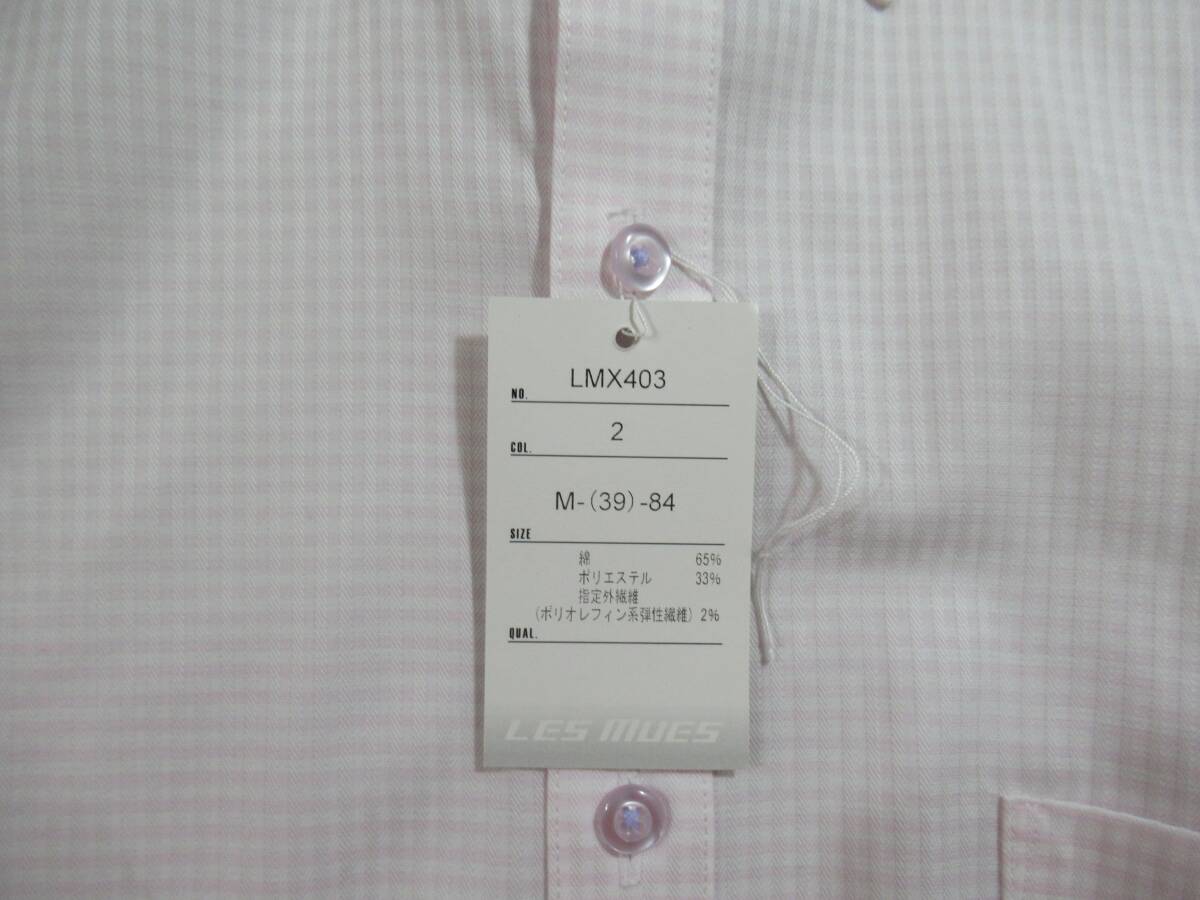 LMX403
NO.
2
COL.
M-(39)-84
SIZE
綿 65%
ポリエステル 33%
指定外繊維
(ポリオレフィン系弾性繊維) 2%
QUAL.
LES MUES